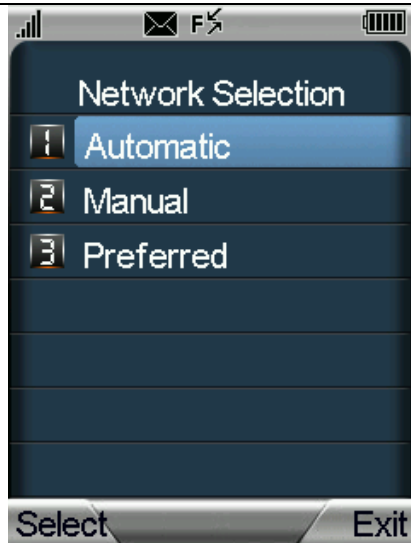 F
Network Selection
1 Automatic
2 Manual
3 Preferred
Select Exit